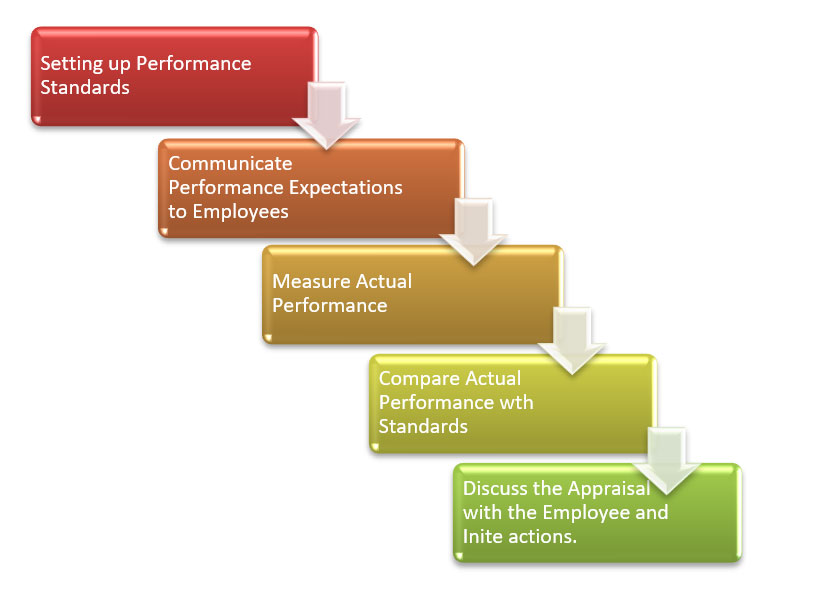 Setting up Performance
Standards
Communicate
Performance Expectations
to Employees
Measure Actual
Performance
Compare Actual
Performance wth
Standards
Discuss the Appraisal
with the Employee and
Inite actions.